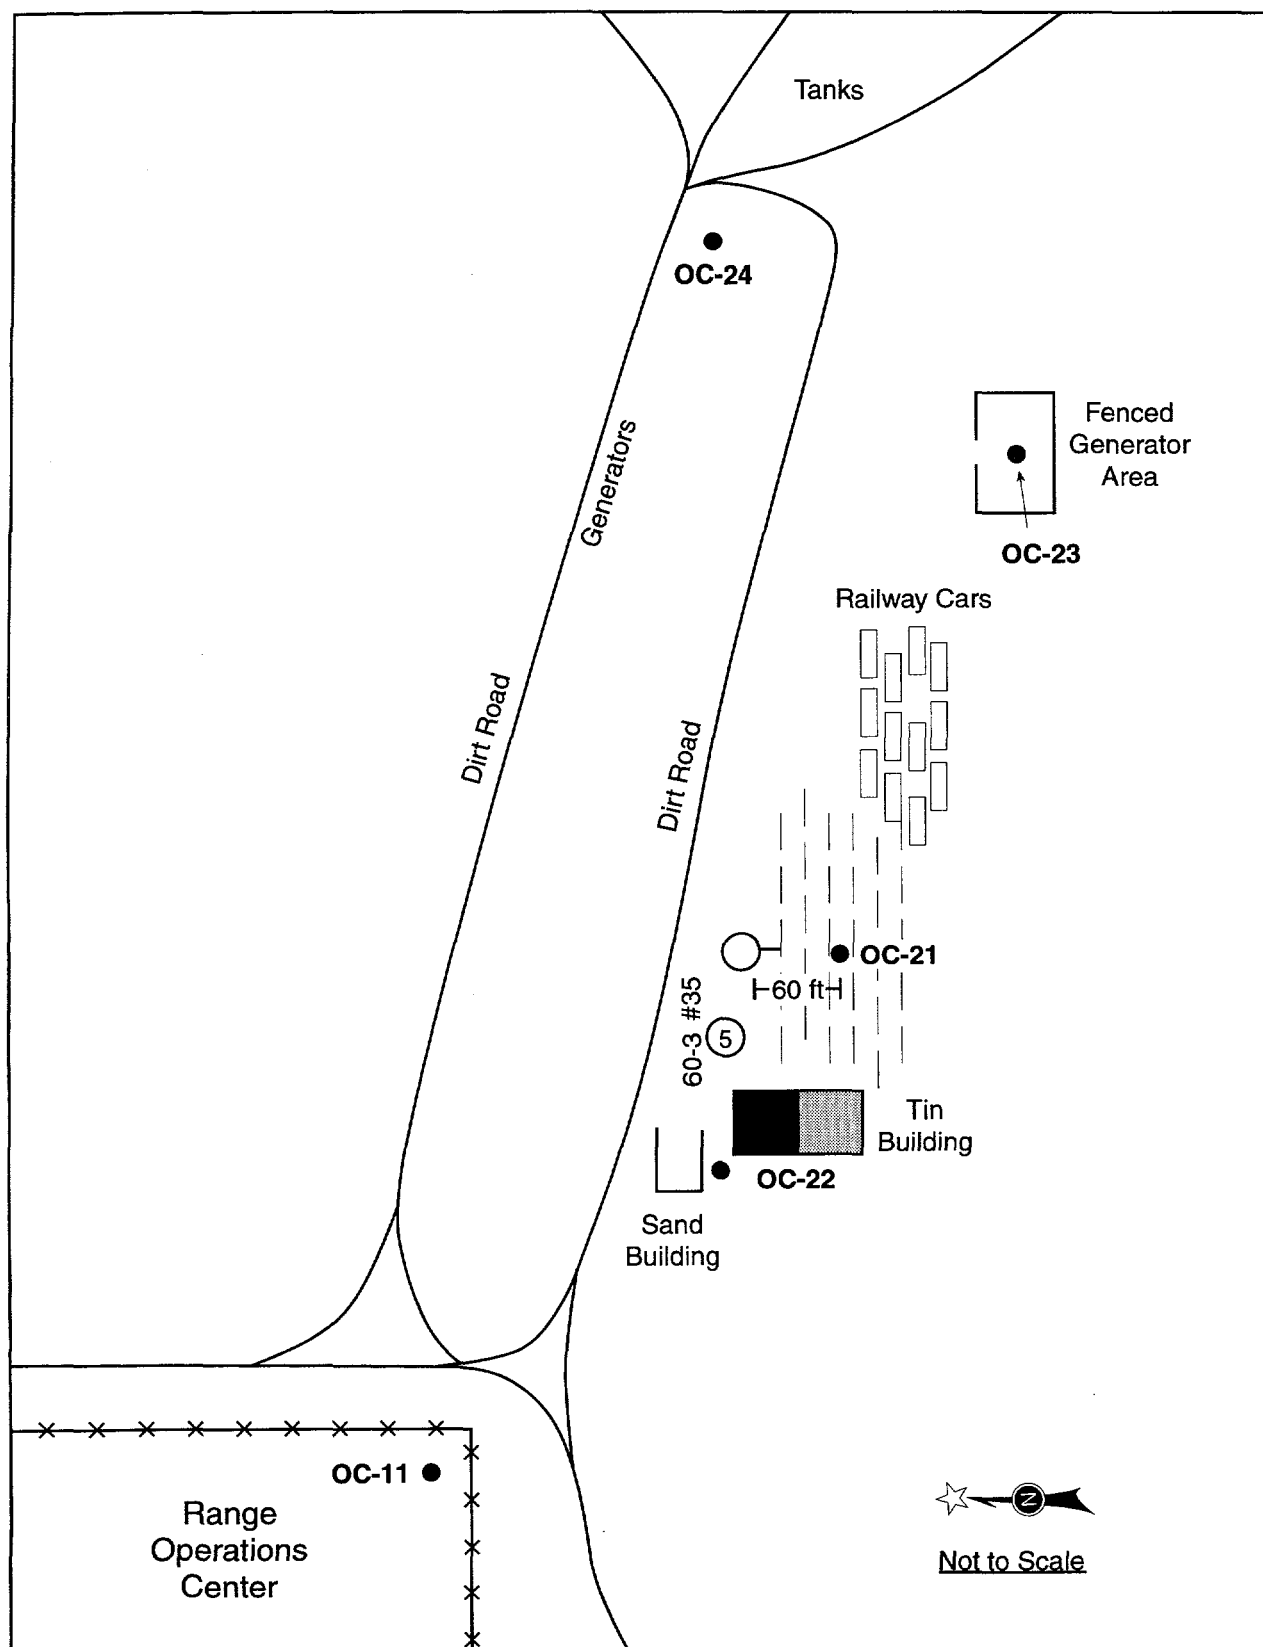 Tanks
OC-24
Generators
Fenced
Generator
Area
OC-23
Railway Cars
Dirt Road
Dirt Road
OC-21
60 ft
60-3 #35
5
Tin
Building
OC-22
Sand
Building
OC-11
Range
Operations
Center
N
Not to Scale